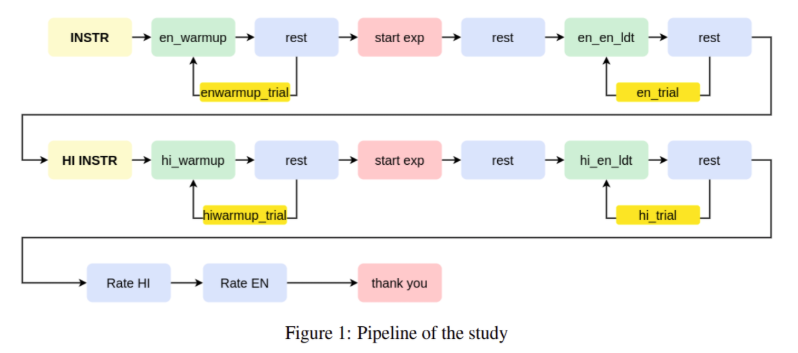 INSTR en_warmup rest start exp rest en_en_ldt rest
enwarmup_trial en_trial
HI INSTR hi_warmup rest start exp rest hi_en_ldt rest
hiwarmup_trial hi_trial
Rate HI Rate EN thank you
Figure 1: Pipeline of the study